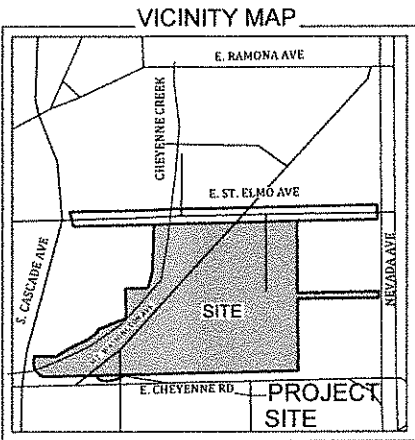 VICINITY MAP
E. RAMONA AVE
CHEYENNE CREEK
E. ST. ELMO AVE
S. CASCADE AVE
NEVADA AVE
SITE
E. CHEYENNE RD
PROJECT
SITE